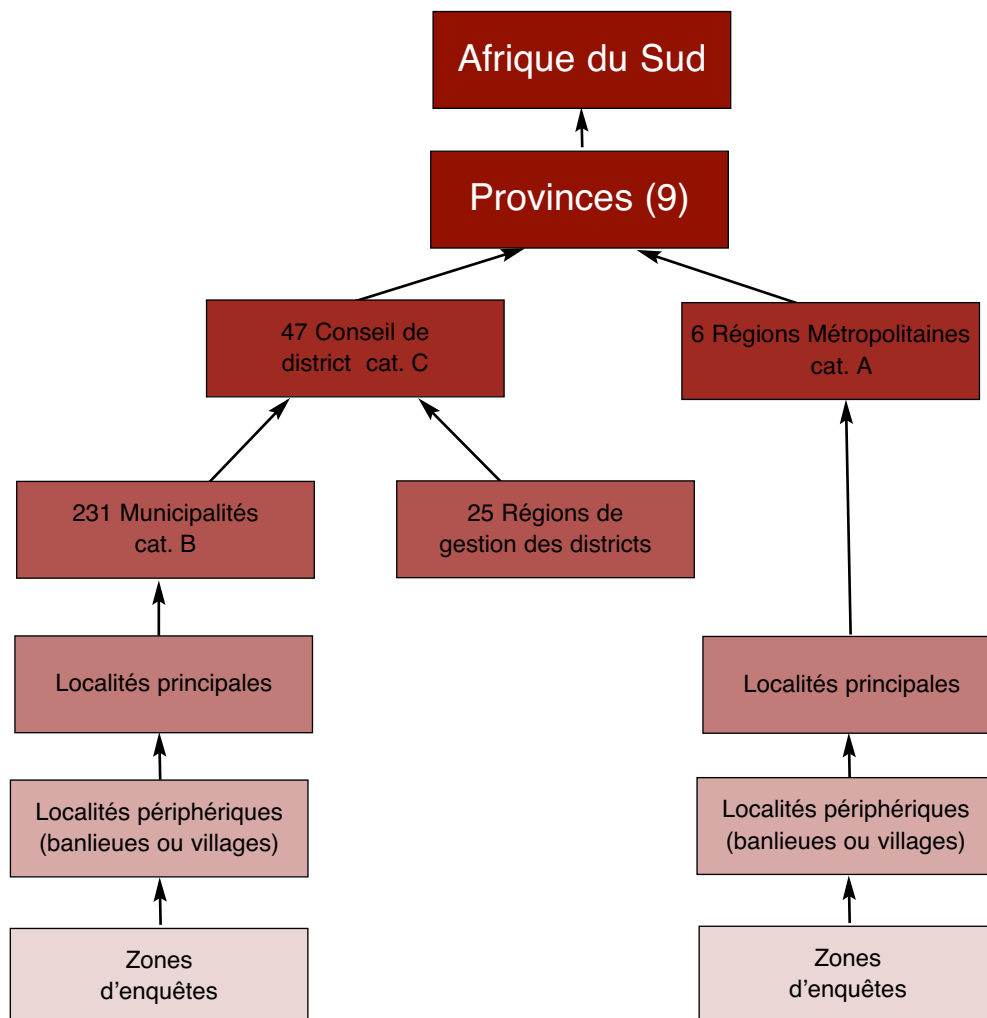 Afrique du Sud
Provinces (9)
47 Conseil de
district cat. C
6 Régions Métropolitaines
cat. A
231 Municipalités
cat. B
25 Régions de
gestion des districts
Localités principales
Localités principales
Localités périphériques
(banlieues ou villages)
Localités périphériques
(banlieues ou villages)
Zones
d'enquêtes
Zones
d'enquêtes